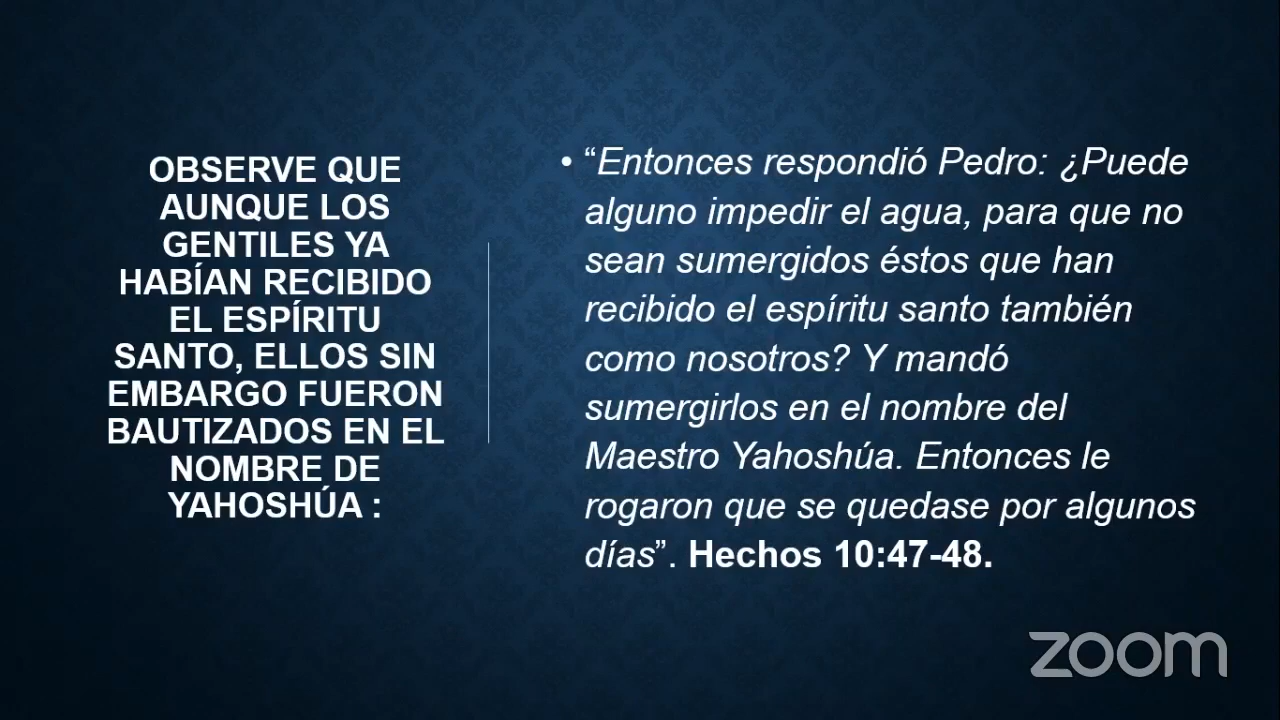 OBSERVE QUE
AUNQUE LOS
GENTILES YA
HABÍAN RECIBIDO
EL ESPÍRITU
SANTO, ELLOS SIN
EMBARGO FUERON
BAUTIZADOS EN EL
NOMBRE DE
YAHOSHÚA :
• “Entonces respondió Pedro: ¿Puede
alguno impedir el agua, para que no
sean sumergidos éstos que han
recibido el espíritu santo también
como nosotros? Y mandó
sumergirlos en el nombre del
Maestro Yahoshúa. Entonces le
rogaron que se quedase por algunos
días”. Hechos 10:47-48.
zoom